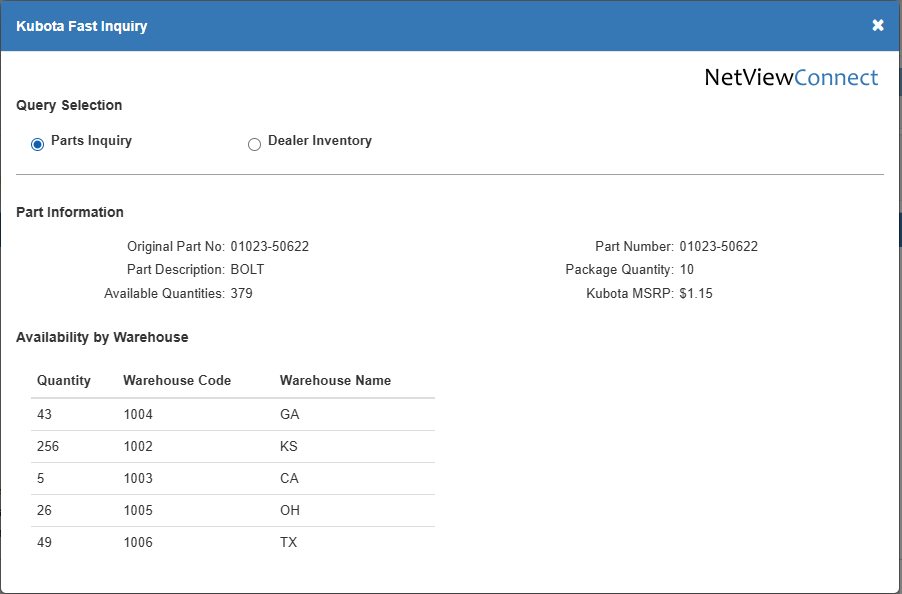 Kubota Fast Inquiry ✖
NetViewConnect
Query Selection
Parts Inquiry Dealer Inventory
Part Information
Original Part No: 01023-50622 Part Number: 01023-50622
Part Description: BOLT Package Quantity: 10
Available Quantities: 379 Kubota MSRP: $1.15
Availability by Warehouse
Quantity Warehouse Code Warehouse Name
43 1004 GA
256 1002 KS
5 1003 CA
26 1005 OH
49 1006 TX